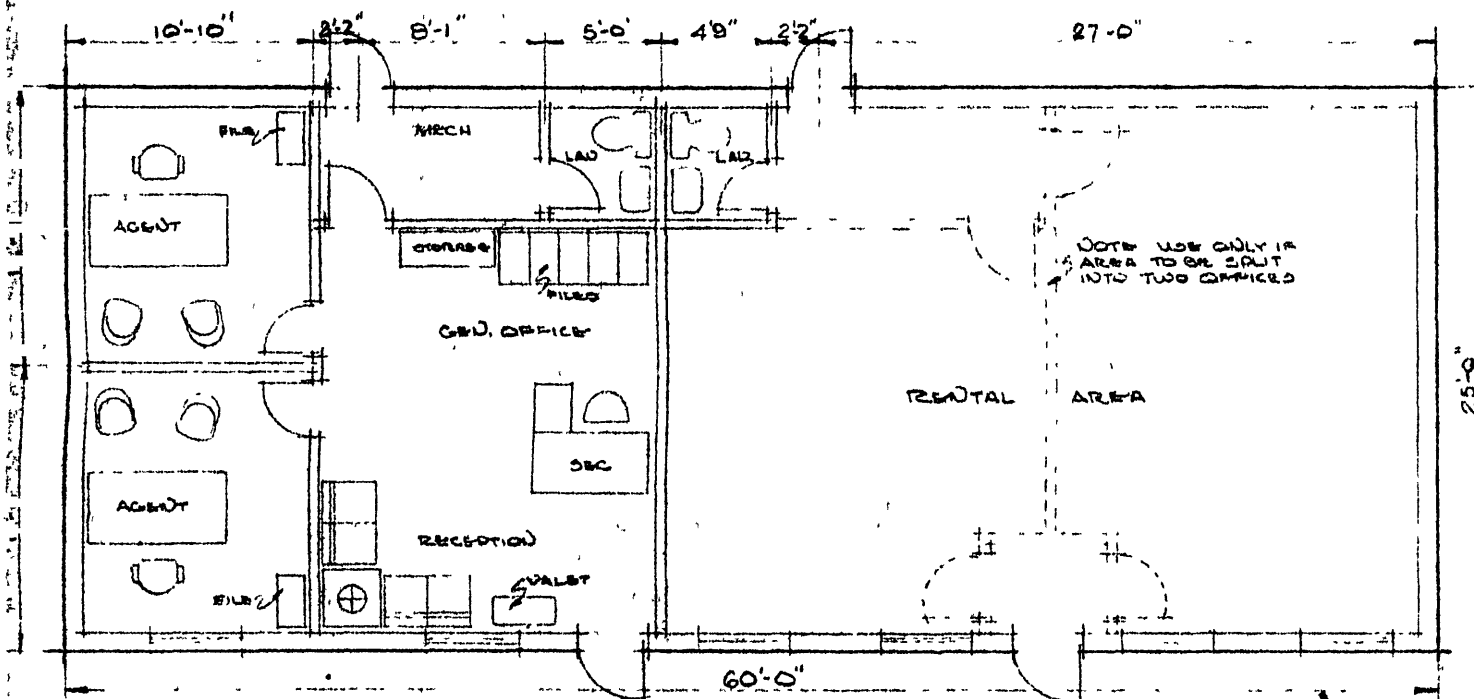 10'-10" 2'-2" 8'-1" 5'-0" 4'9" 2'2" 27-0"
FILE MECH LAV LAV
AGENT
STORAGE
FILES
NOTE USE ONLY IF
AREA TO BE SPLIT
INTO TWO OFFICES
GEN. OFFICE
RENTAL AREA
25'-0"
SEC
AGENT
RECEPTION
VALET
FILE
60'-0"